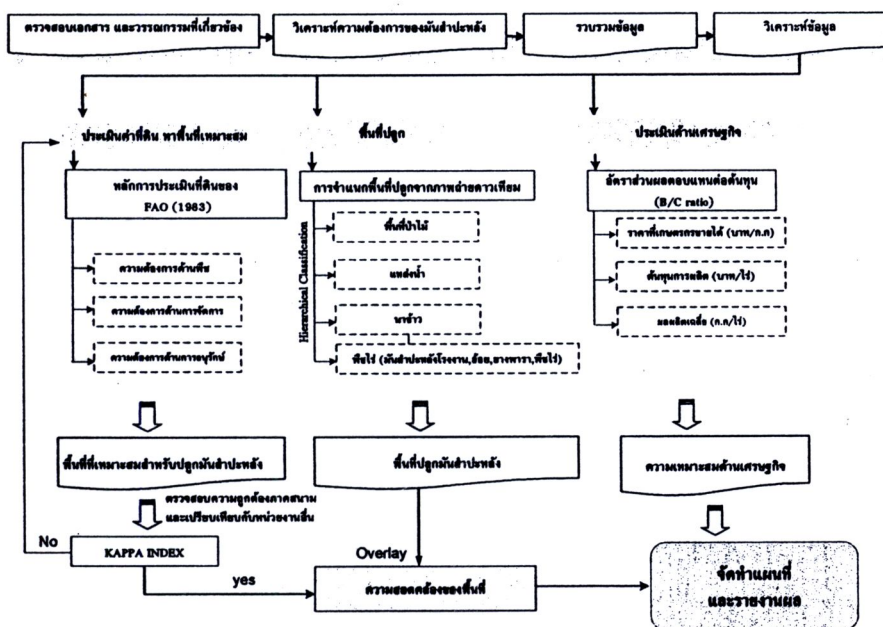 ตรวจสอบเอกสาร และวรรณกรรมที่เกี่ยวข้อง
วิเคราะห์ความต้องการของมันสำปะหลัง
รวบรวมข้อมูล
วิเคราะห์ข้อมูล
ประเมินค่าที่ดิน หาพื้นที่เหมาะสม
พื้นที่ปลูก
ประเมินด้านเศรษฐกิจ
หลักการประเมินที่ดินของ
FAO (1983)
ความต้องการด้านพืช
ความต้องการด้านการจัดการ
ความต้องการด้านการอนุรักษ์
การจำแนกพื้นที่ปลูกจากภาพถ่ายดาวเทียม
Hierarchical Classification
พื้นที่ป่าไม้
แหล่งน้ำ
นาข้าว
พืชไร่ (มันสำปะหลังโรงงาน,อ้อย,ยางพารา,พืชไร่)
อัตราส่วนผลตอบแทนต่อต้นทุน
(B/C ratio)
ราคาที่เกษตรกรขายได้ (บาท/ก.ก)
ต้นทุนการผลิต (บาท/ไร่)
ผลผลิตเฉลี่ย (ก.ก/ไร่)
พื้นที่ที่เหมาะสมสำหรับปลูกมันสำปะหลัง
พื้นที่ปลูกมันสำปะหลัง
ความเหมาะสมด้านเศรษฐกิจ
ตรวจสอบความถูกต้องภาคสนาม
และเปรียบเทียบกับหน่วยงานอื่น
No
KAPPA INDEX
yes
Overlay
ความสอดคล้องของพื้นที่
จัดทำแผนที่
และรายงานผล